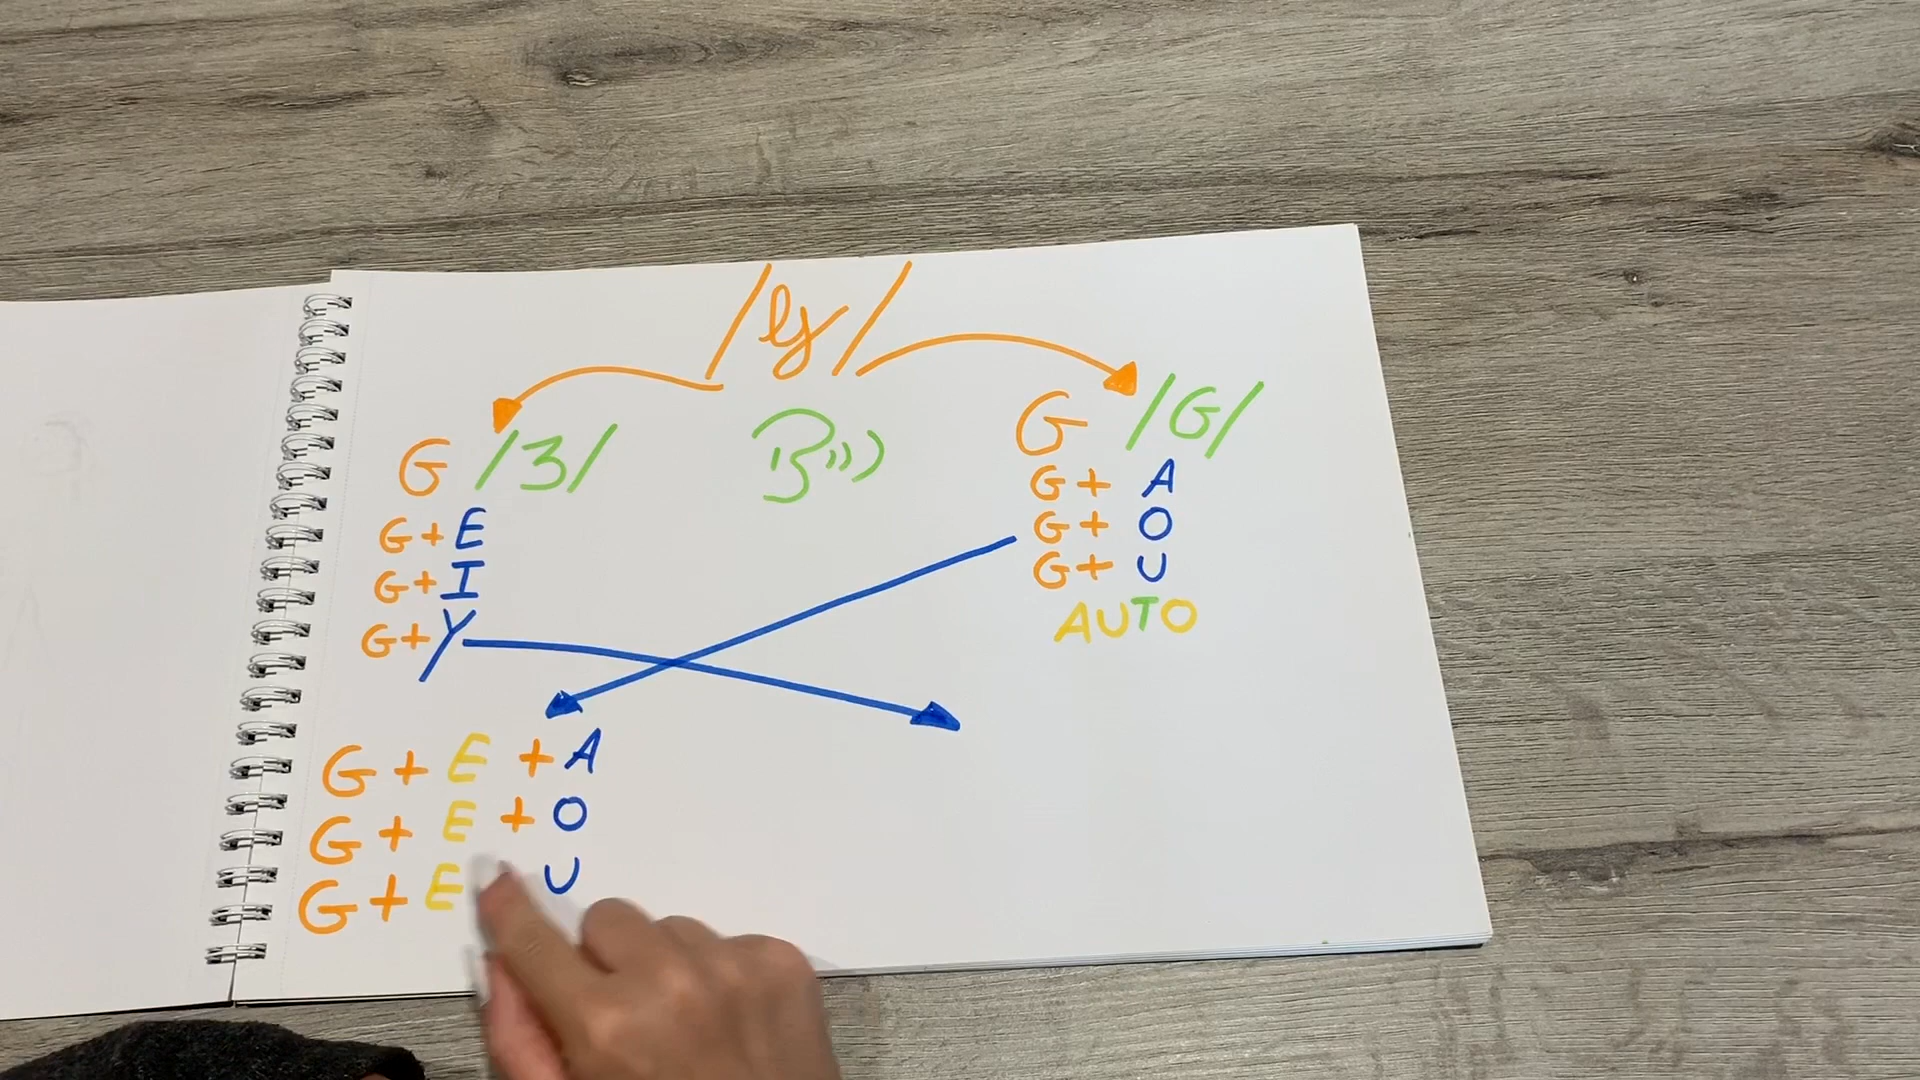 /g/
G /ʒ/
G+E
G+I
G+Y
G /G/
G+ A
G+ O
G+ U
AUTO
G + E + A
G + E + O
G + E U